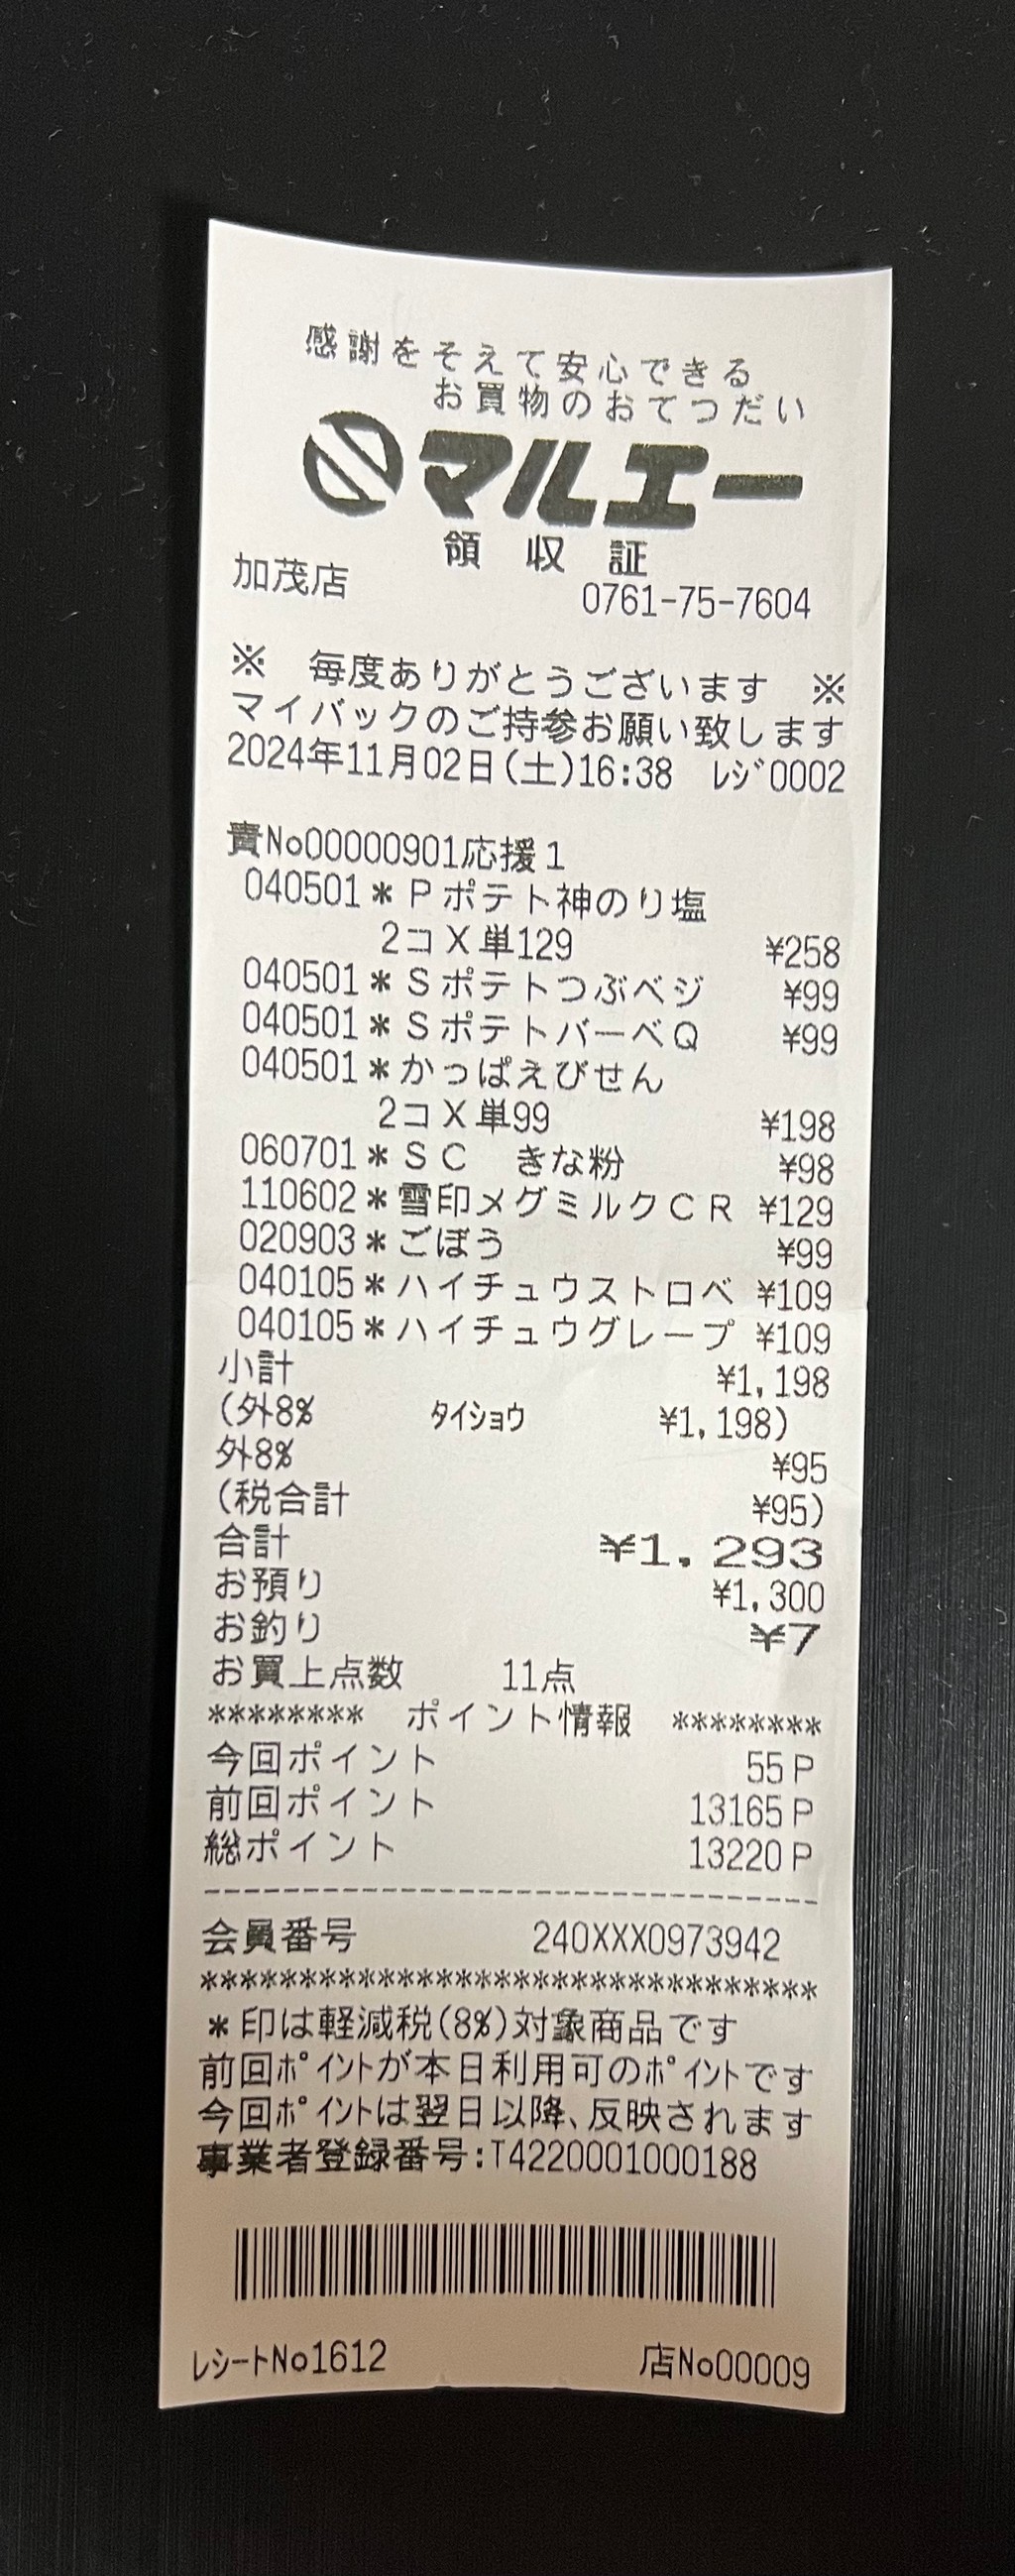 感謝をそえて安心できる
お買物のおてつだい
マルエー
領収証
加茂店 0761-75-7604
※ 毎度ありがとうございます ※
マイバックのご持参お願い致します
2024年11月02日(土)16:38 ﾚｼﾞ0002
責No00000901応援1
040501*Pポテト神のり塩
2コX単129 ¥258
040501*Sポテトつぶベジ ¥99
040501*SポテトバーベQ ¥99
040501*かっぱえびせん
2コX単99 ¥198
060701*SC きな粉 ¥98
110602*雪印メグミルクCR ¥129
020903*ごぼう ¥99
040105*ハイチュウストロベ ¥109
040105*ハイチュウグレープ ¥109
小計 ¥1,198
(外8% ﾀｲｼｮｳ ¥1,198)
外8% ¥95
(税合計 ¥95)
合計 ¥1,293
お預り ¥1,300
お釣り ¥7
お買上点数 11点
******** ポイント情報 ********
今回ポイント 55P
前回ポイント 13165P
総ポイント 13220P
--------------------------------
会員番号 240XXX0973942
********************************
*印は軽減税(8%)対象商品です
前回ﾎﾟｲﾝﾄが本日利用可のﾎﾟｲﾝﾄです
今回ﾎﾟｲﾝﾄは翌日以降、反映されます
事業者登録番号:T4220001000188
ﾚｼｰﾄNo1612 店No00009